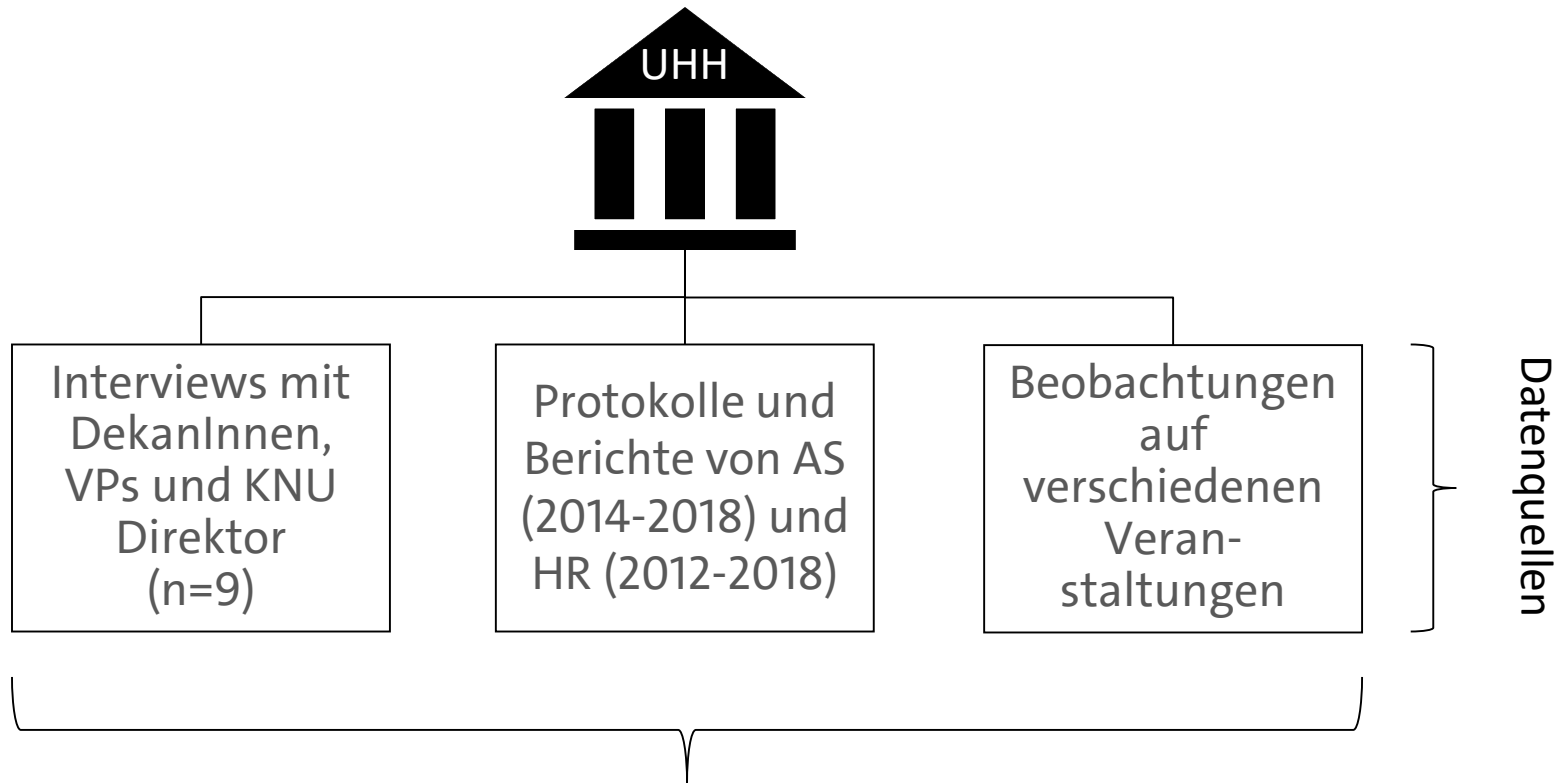 UHH
Interviews mit
DekanInnen,
VPs und KNU
Direktor
(n=9)
Protokolle und
Berichte von AS
(2014-2018) und
HR (2012-2018)
Beobachtungen
auf
verschiedenen
Veran-
staltungen
Datenquellen